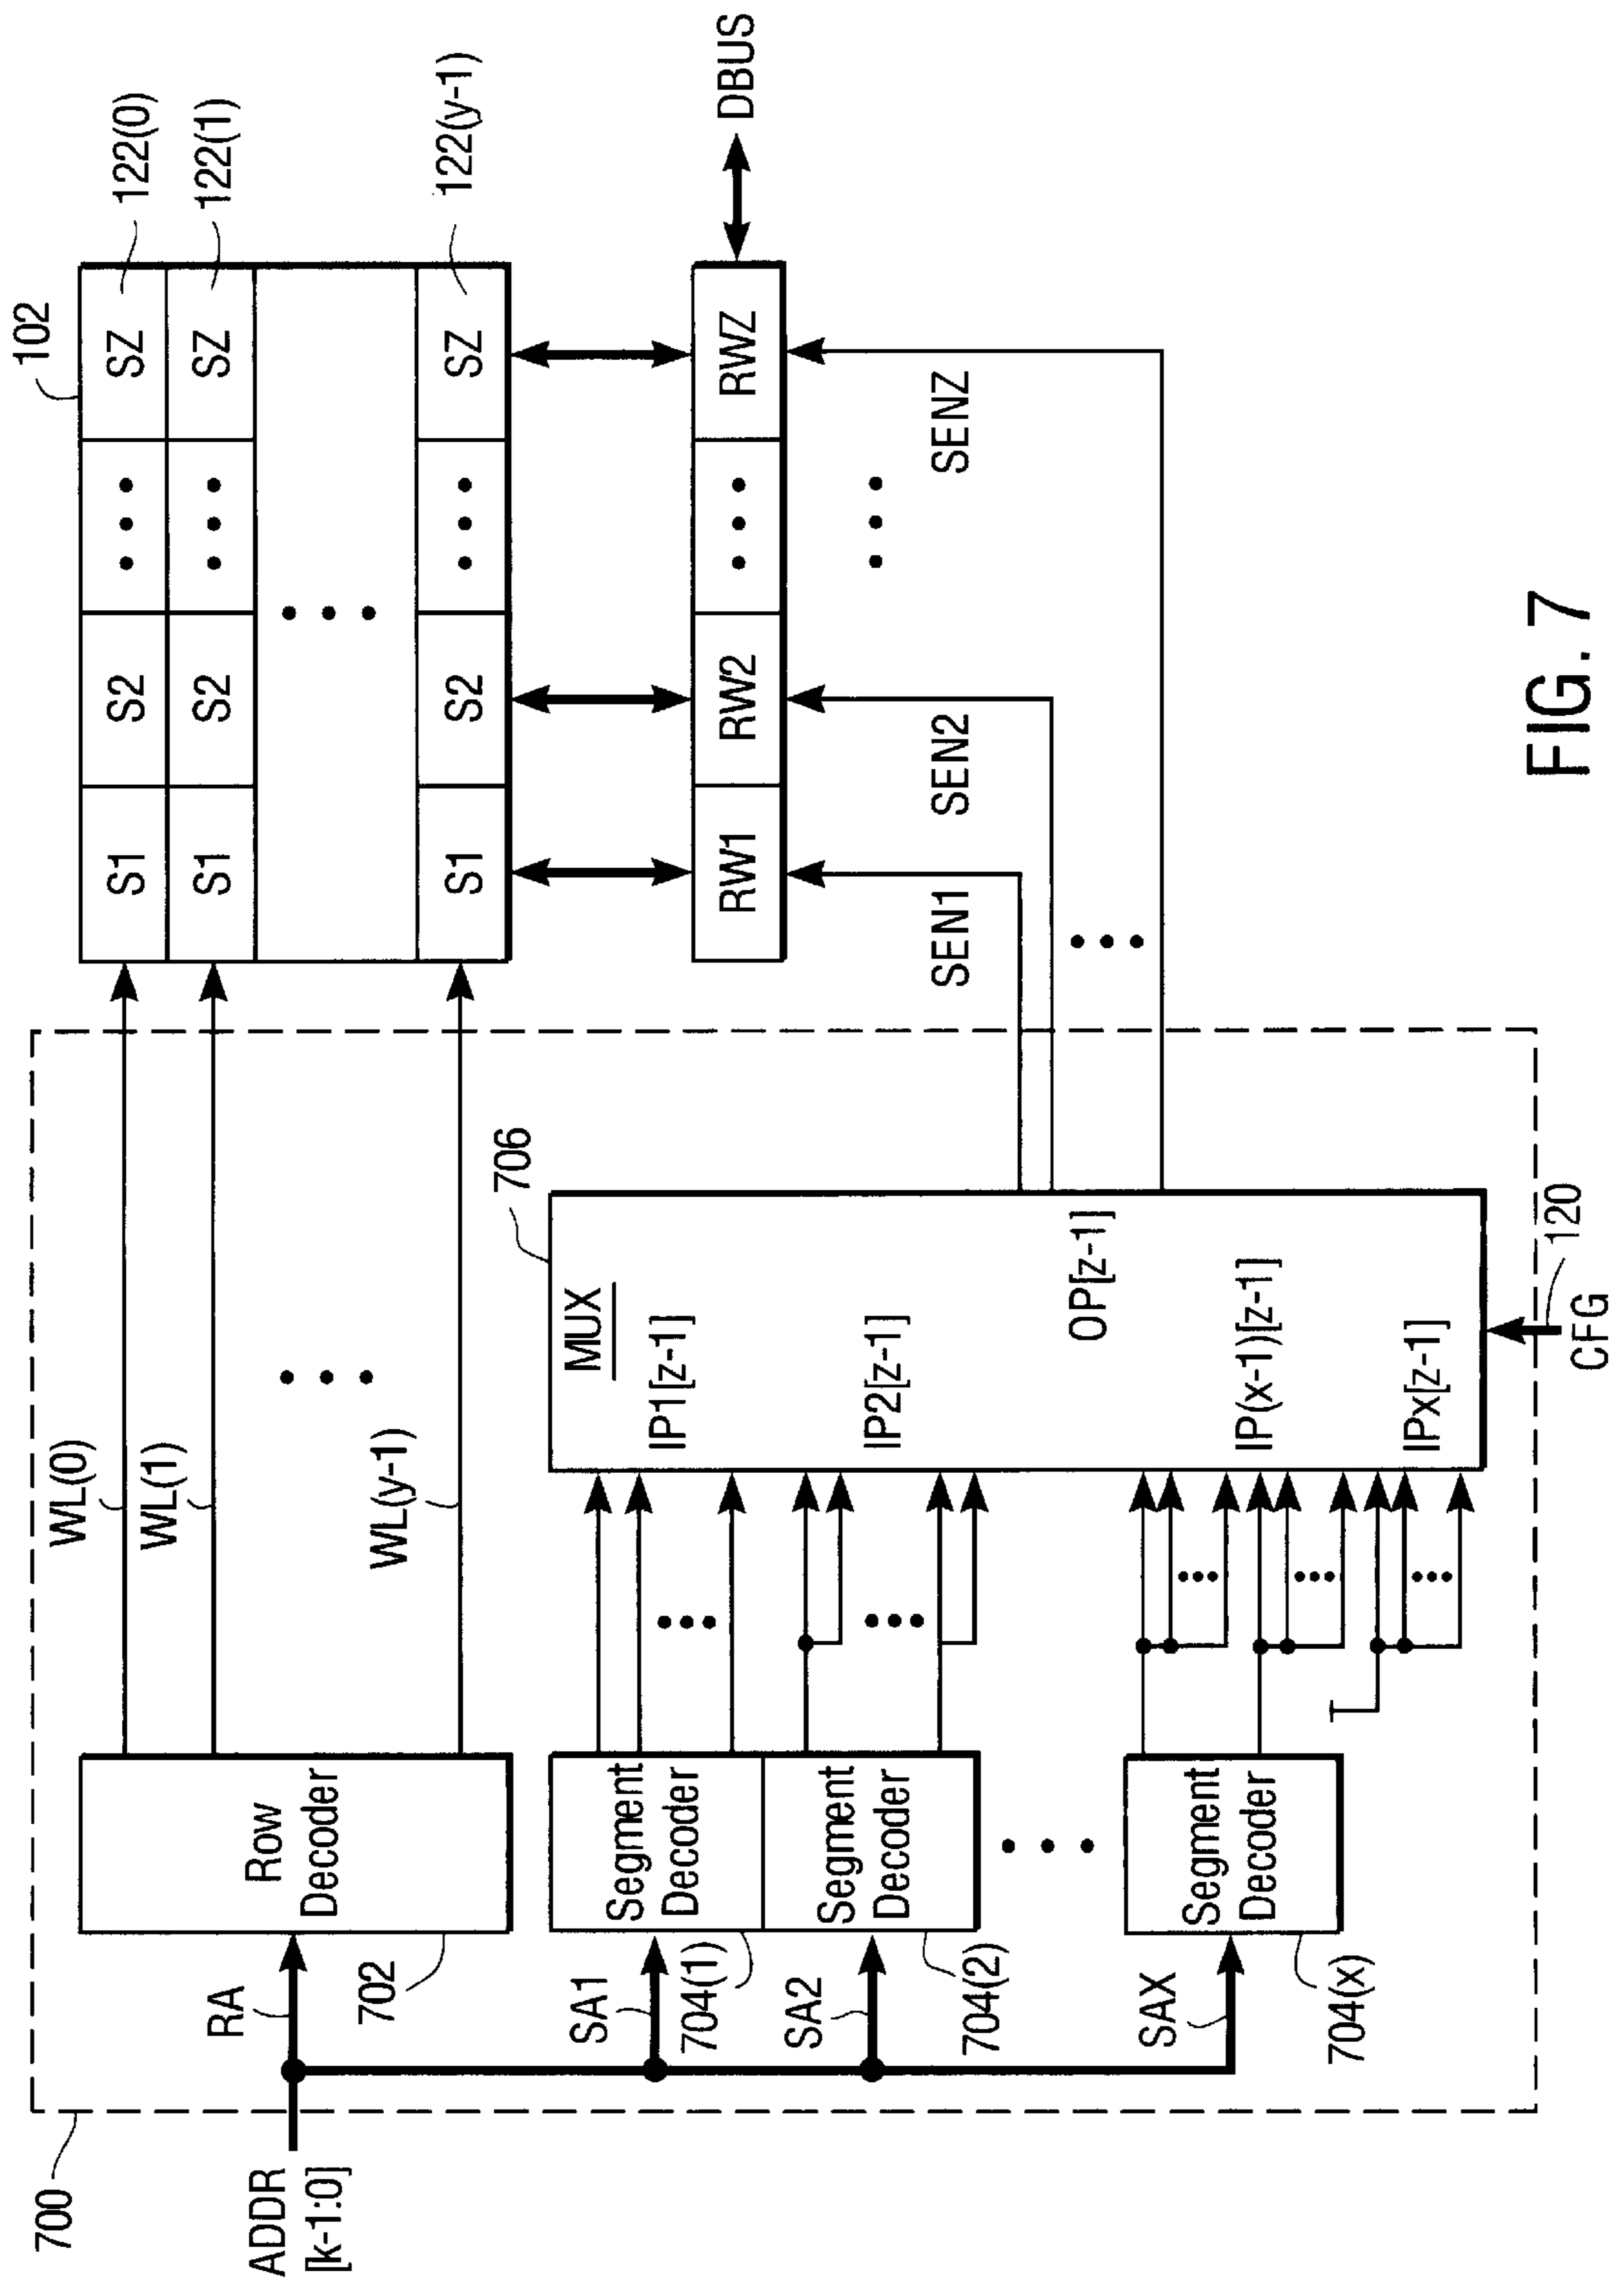 700
ADDR
[k-1:0]
RA
702
Row
Decoder
WL(0)
WL(1)
WL(y-1)
102
S1 S2 SZ 122(0)
S1 S2 SZ 122(1)
S1 S2 SZ 122(y-1)
RW1 RW2 RWZ DBUS
SEN1
SEN2
SENZ
SA1
704(1)
Segment
Decoder
SA2
704(2)
Segment
Decoder
SAX
704(x)
Segment
Decoder
706
MUX
IP1[z-1]
IP2[z-1]
OP[z-1]
IP(x-1)[z-1]
IPx[z-1]
120
CFG
FIG. 7